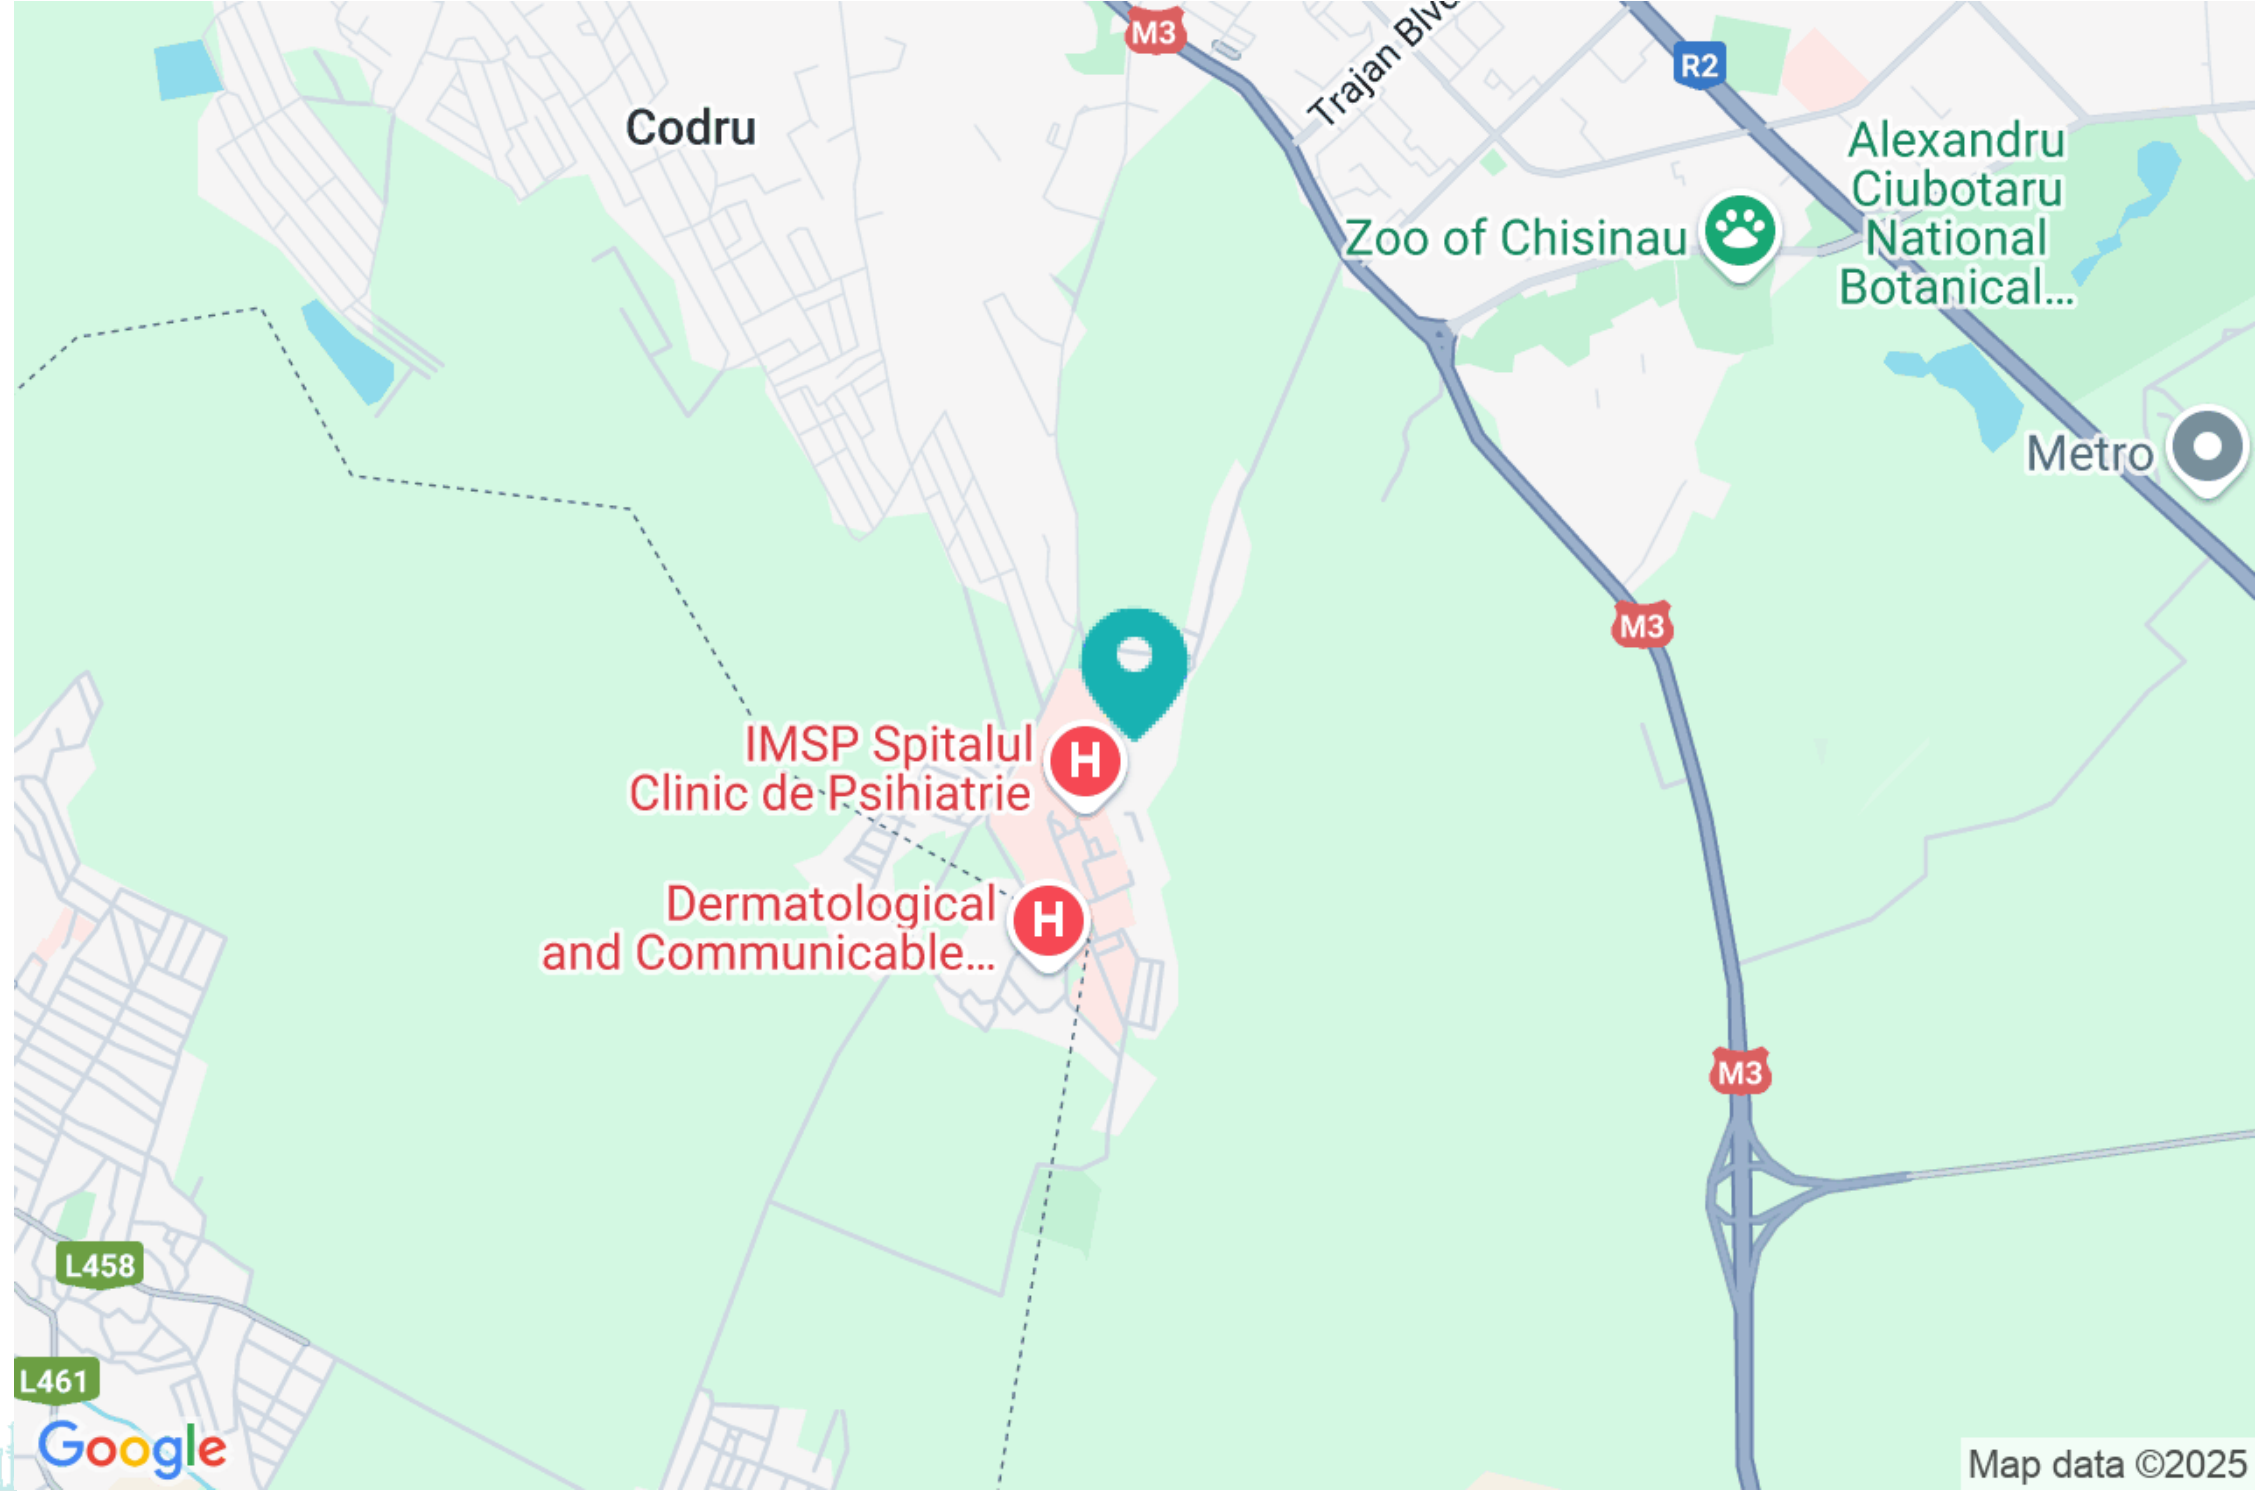 M3
Trajan Blvd
R2
Codru
Alexandru
Ciubotaru
National
Botanical...
Zoo of Chisinau
Metro
M3
IMSP Spitalul
Clinic de Psihiatrie
H
Dermatological
and Communicable...
H
M3
L458
L461
Google
Map data ©2025